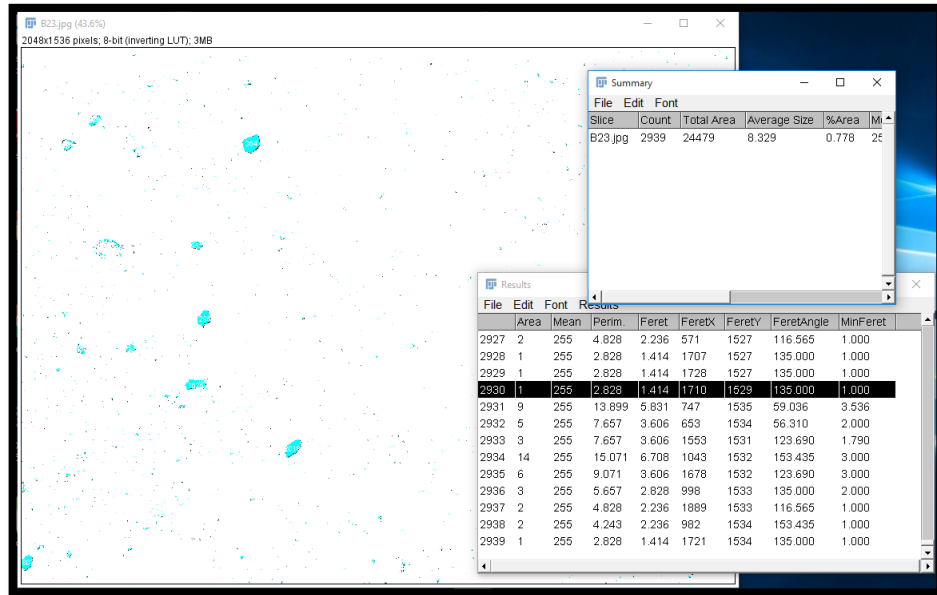 B23.jpg (43.6%)
2048x1536 pixels; 8-bit (inverting LUT); 3MB
Summary
File Edit Font
Slice Count Total Area Average Size %Area
B23.jpg 2939 24479 8.329 0.778 25
Results
File Edit Font Results
Area Mean Perim. Feret FeretX FeretY FeretAngle MinFeret
2927 2 255 4.828 2.236 571 1527 116.565 1.000
2928 1 255 2.828 1.414 1707 1527 135.000 1.000
2929 1 255 2.828 1.414 1728 1527 135.000 1.000
2930 1 255 2.828 1.414 1710 1529 135.000 1.000
2931 9 255 13.899 5.831 747 1535 59.036 3.536
2932 5 255 7.657 3.606 653 1534 56.310 2.000
2933 3 255 7.657 3.606 1553 1531 123.690 1.790
2934 14 255 15.071 6.708 1043 1532 153.435 3.000
2935 6 255 9.071 3.606 1678 1532 123.690 3.000
2936 3 255 5.657 2.828 998 1533 135.000 2.000
2937 2 255 4.828 2.236 1889 1533 116.565 1.000
2938 2 255 4.243 2.236 982 1534 153.435 1.000
2939 1 255 2.828 1.414 1721 1534 135.000 1.000